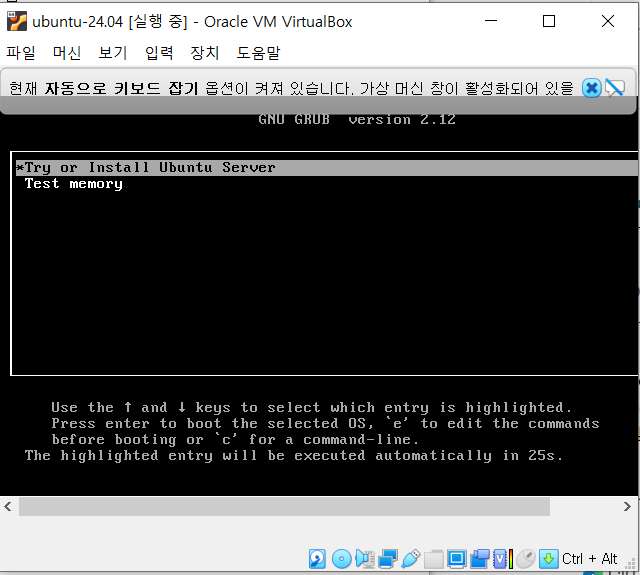 ubuntu-24.04 [실행 중] - Oracle VM VirtualBox
파일 머신 보기 입력 장치 도움말
현재 자동으로 키보드 잡기 옵션이 켜져 있습니다. 가상 머신 창이 활성화되어 있을
GNU GRUB version 2.12
*Try or Install Ubuntu Server
Test memory
Use the ↑ and ↓ keys to select which entry is highlighted.
Press enter to boot the selected OS, `e' to edit the commands
before booting or `c' for a command-line.
The highlighted entry will be executed automatically in 25s.
Ctrl + Alt